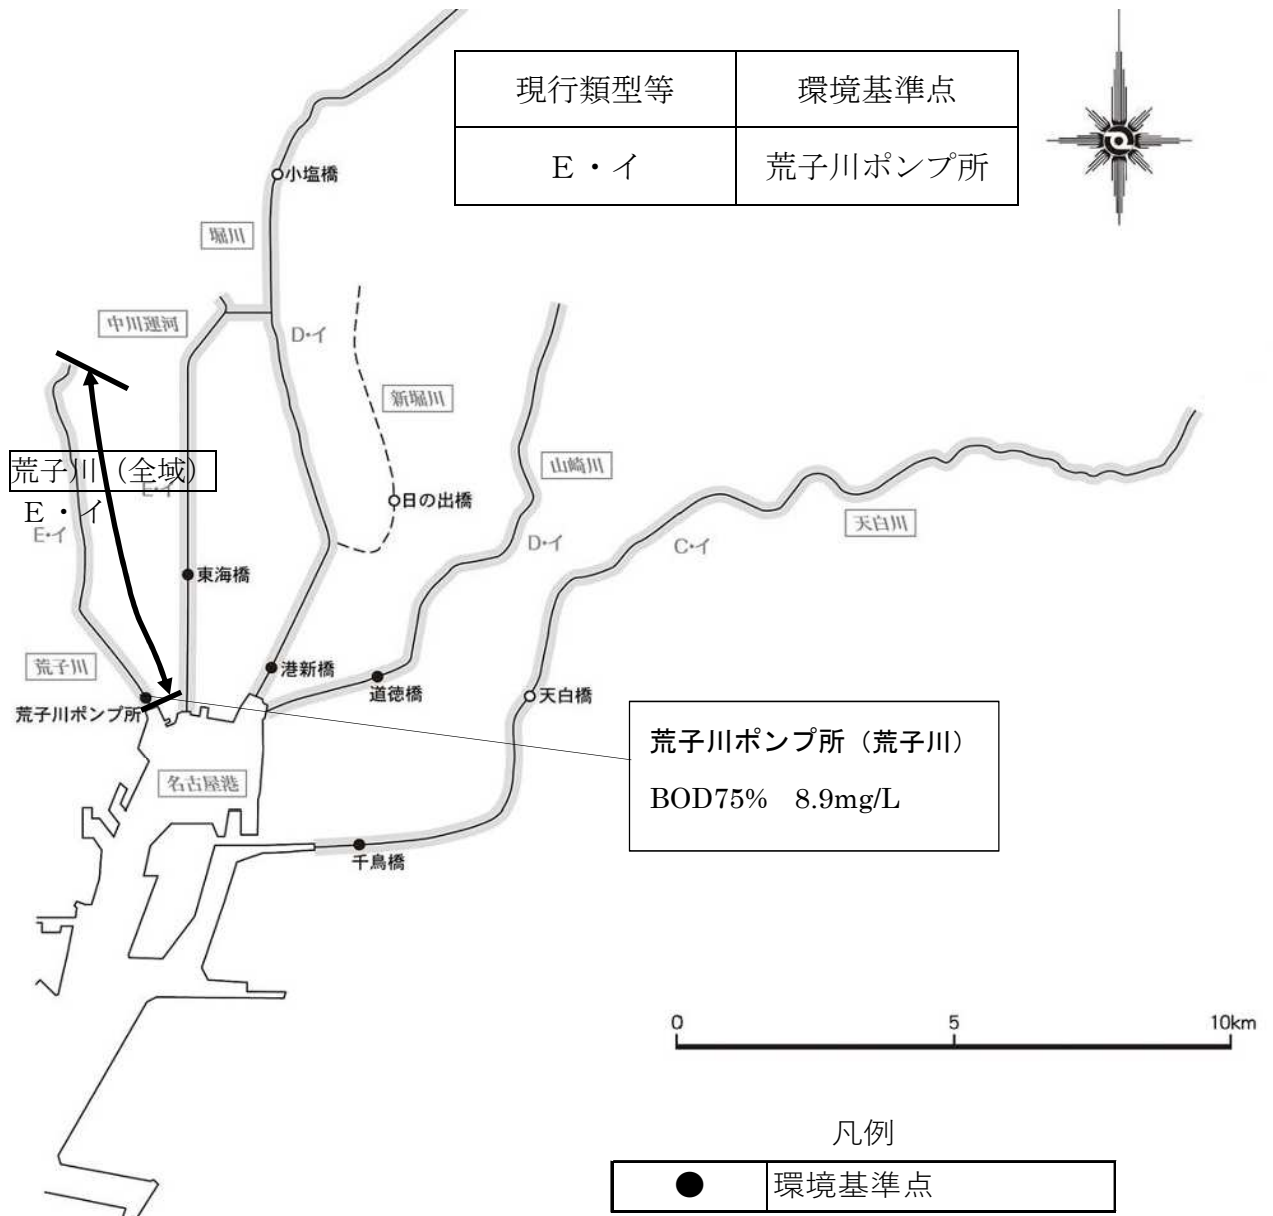 現行類型等 環境基準点
E・イ 荒子川ポンプ所
小塩橋
堀川
中川運河
D・イ
新堀川
荒子川（全域）
E・イ
E・イ
E・イ
日の出橋
山崎川
D・イ
C・イ
天白川
東海橋
荒子川
港新橋
道徳橋
天白橋
荒子川ポンプ所
名古屋港
荒子川ポンプ所（荒子川）
BOD75% 8.9mg/L
千鳥橋
0 5 10km
凡例
● 環境基準点